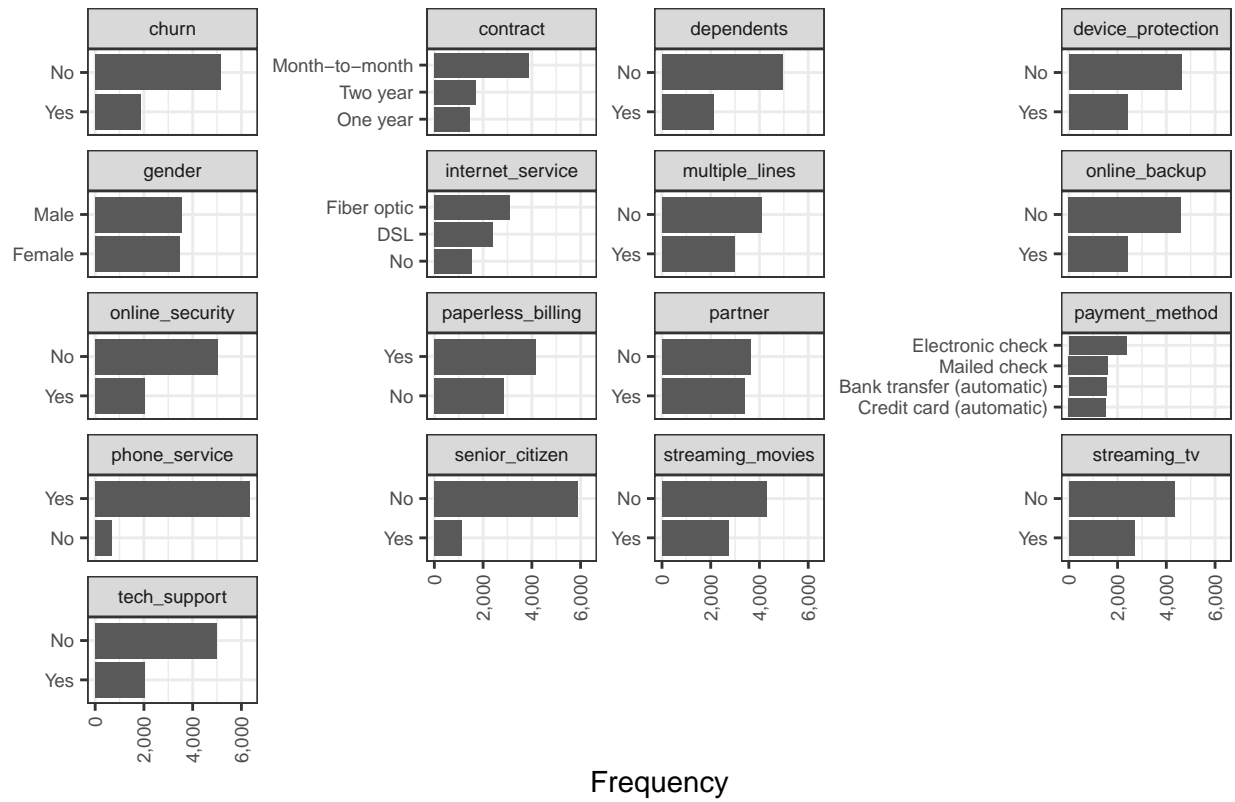 churn
No
Yes
contract
Month−to−month
Two year
One year
dependents
No
Yes
device_protection
No
Yes
gender
Male
Female
internet_service
Fiber optic
DSL
No
multiple_lines
No
Yes
online_backup
No
Yes
online_security
No
Yes
paperless_billing
Yes
No
partner
No
Yes
payment_method
Electronic check
Mailed check
Bank transfer (automatic)
Credit card (automatic)
phone_service
Yes
No
senior_citizen
No
Yes
0
2,000
4,000
6,000
streaming_movies
No
Yes
0
2,000
4,000
6,000
streaming_tv
No
Yes
0
2,000
4,000
6,000
tech_support
No
Yes
0
2,000
4,000
6,000
Frequency